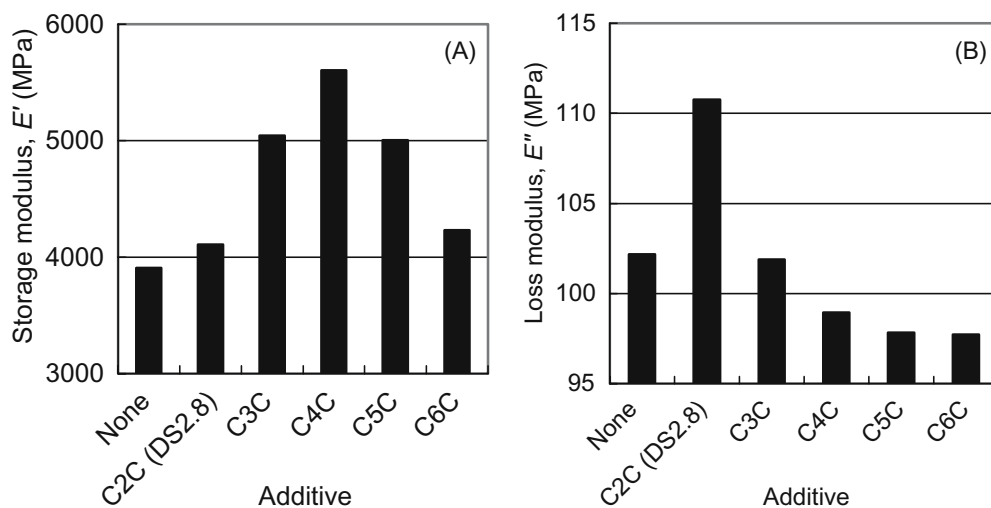 6000
5000
4000
3000
Storage modulus, E′ (MPa)
(A)
None
C2C (DS2.8)
C3C
C4C
C5C
C6C
Additive
115
110
105
100
95
Loss modulus, E″ (MPa)
(B)
None
C2C (DS2.8)
C3C
C4C
C5C
C6C
Additive